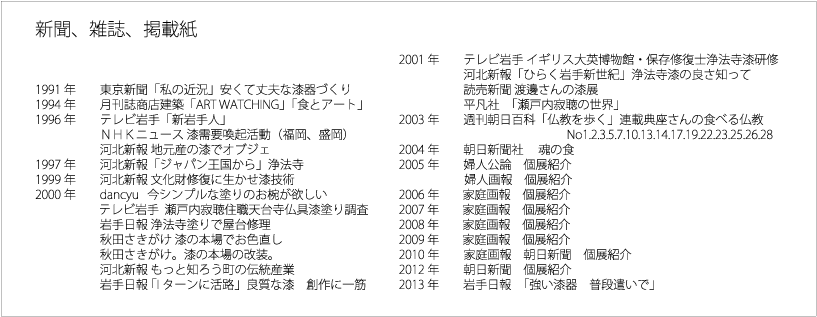 新聞、雑誌、掲載紙
1991 年 東京新聞「私の近況」安くて丈夫な漆器づくり
1994 年 月刊誌商店建築「ART WATCHING」「食とアート」
1996 年 テレビ岩手「新岩手人」
ＮＨＫニュース 漆需要喚起活動（福岡、盛岡）
河北新報 地元産の漆でオブジェ
1997 年 河北新報「ジャパン王国から」浄法寺
1999 年 河北新報 文化財修復に生かせ漆技術
2000 年 dancyu 今シンプルな塗りのお椀が欲しい
テレビ岩手 瀬戸内寂聴住職天台寺仏具漆塗り調査
岩手日報 浄法寺塗りで屋台修理
秋田さきがけ 漆の本場でお色直し
秋田さきがけ。漆の本場の改装。
河北新報 もっと知ろう町の伝統産業
岩手日報「I ターンに活路」良質な漆 創作に一筋
2001 年 テレビ岩手 イギリス大英博物館・保存修復士浄法寺漆研修
河北新報「ひらく岩手新世紀」浄法寺漆の良さ知って
読売新聞 渡邊さんの漆展
平凡社 「瀬戸内寂聴の世界」
2003 年 週刊朝日百科「仏教を歩く」連載典座さんの食べる仏教
No1.2.3.5.7.10.13.14.17.19.22.23.25.26.28
2004 年 朝日新聞社 魂の食
2005 年 婦人公論 個展紹介
婦人画報 個展紹介
2006 年 家庭画報 個展紹介
2007 年 家庭画報 個展紹介
2008 年 家庭画報 個展紹介
2009 年 家庭画報 個展紹介
2010 年 家庭画報 朝日新聞 個展紹介
2012 年 朝日新聞 個展紹介
2013 年 岩手日報 「強い漆器 普段遣いで」